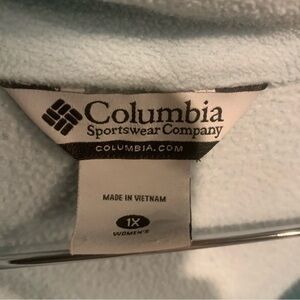 Columbia
Sportswear Company
COLUMBIA.COM
MADE IN VIETNAM
1X
WOMEN'S